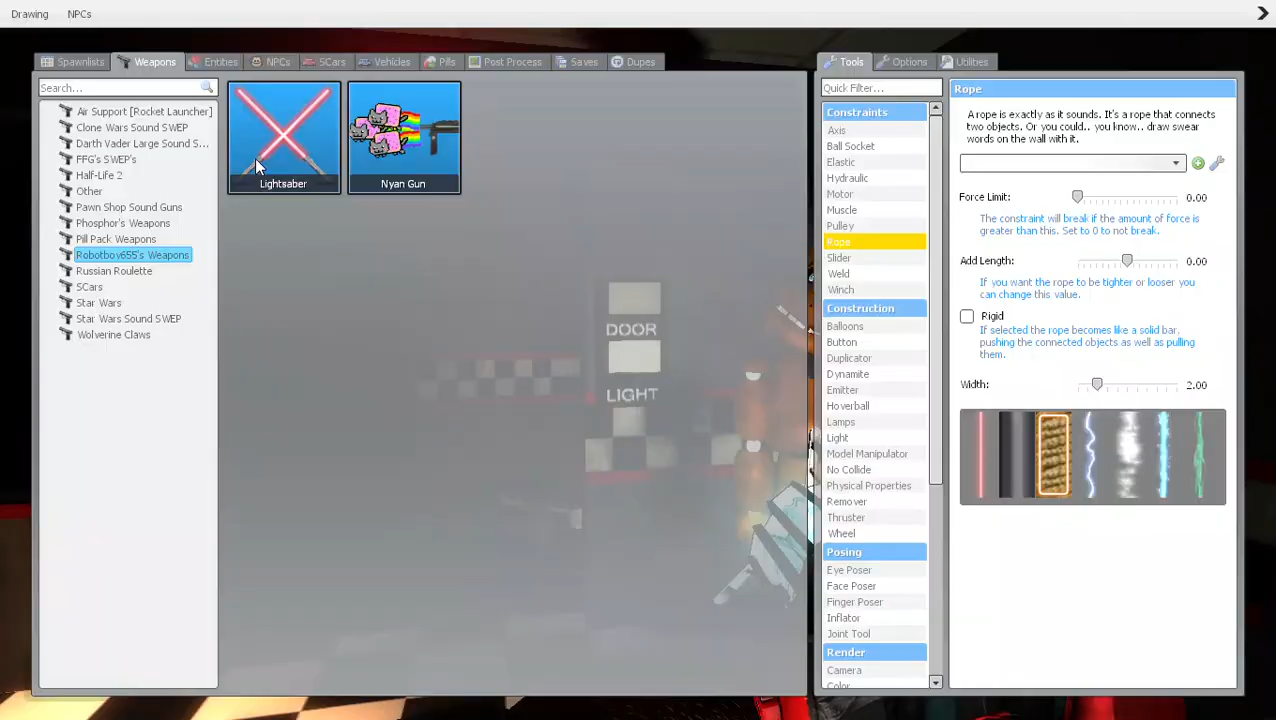 Drawing NPCs
Spawnlists Weapons Entities NPCs SCars Vehicles Pills Post Process Saves Dupes
Search...
Air Support [Rocket Launcher]
Clone Wars Sound SWEP
Darth Vader Large Sound S...
FFG's SWEP's
Half-Life 2
Other
Pawn Shop Sound Guns
Phosphor's Weapons
Pill Pack Weapons
Robotboy655's Weapons
Russian Roulette
SCars
Star Wars
Star Wars Sound SWEP
Wolverine Claws
Lightsaber
Nyan Gun
DOOR
LIGHT
Tools Options Utilities
Quick Filter...
Constraints
Axis
Ball Socket
Elastic
Hydraulic
Motor
Muscle
Pulley
Rope
Slider
Weld
Winch
Construction
Balloons
Button
Duplicator
Dynamite
Emitter
Hoverball
Lamps
Light
Model Manipulator
No Collide
Physical Properties
Remover
Thruster
Wheel
Posing
Eye Poser
Face Poser
Finger Poser
Inflator
Joint Tool
Render
Camera
Color
Rope
A rope is exactly as it sounds. It's a rope that connects
two objects. Or you could.. you know.. draw swear
words on the wall with it.
Force Limit: 0.00
The constraint will break if the amount of force is
greater than this. Set to 0 to not break.
Add Length: 0.00
If you want the rope to be tighter or looser you
can change this value.
Rigid
If selected the rope becomes like a solid bar,
pushing the connected objects as well as pulling
them.
Width: 2.00